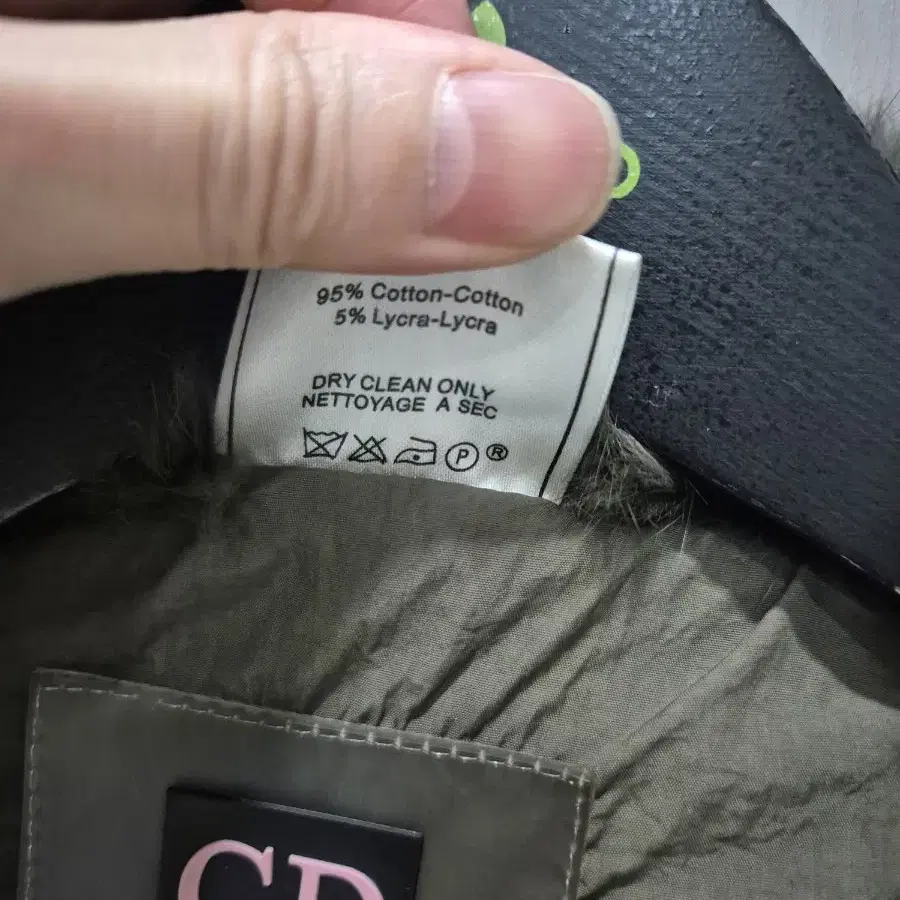 95% Cotton-Cotton
5% Lycra-Lycra
DRY CLEAN ONLY
NETTOYAGE A SEC
P ®